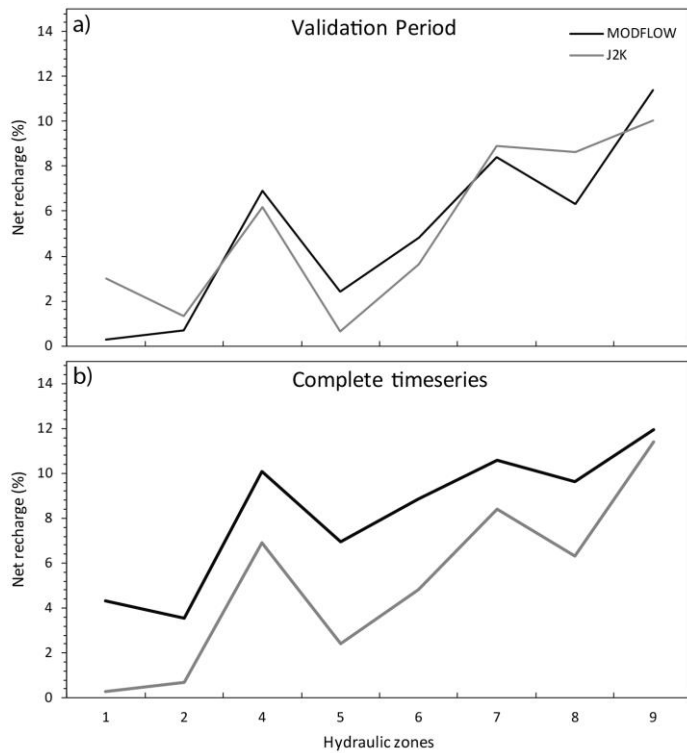 a)
Validation Period
MODFLOW
J2K
Net recharge (%)
14
12
10
8
6
4
2
0
b)
Complete timeseries
Net recharge (%)
14
12
10
8
6
4
2
0
1 2 4 5 6 7 8 9
Hydraulic zones